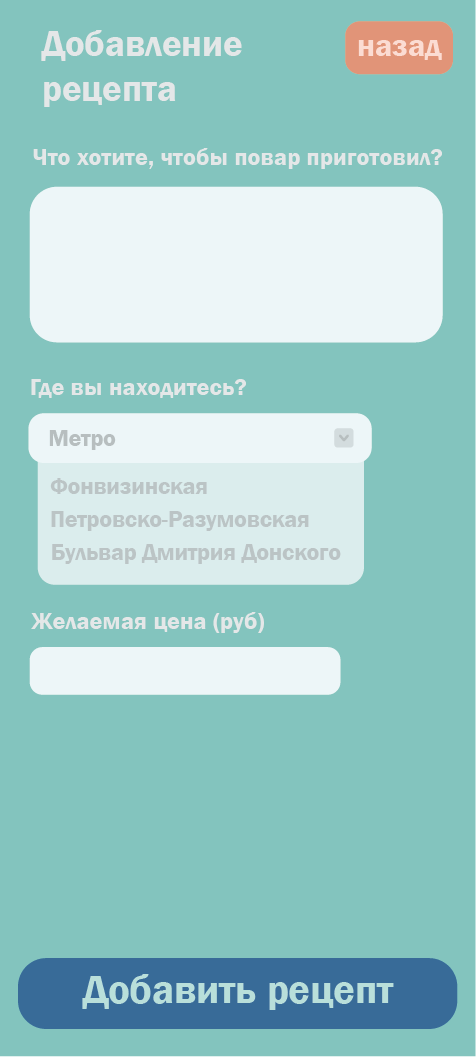 Добавление
рецепта
назад
Что хотите, чтобы повар приготовил?
Где вы находитесь?
Метро
Фонвизинская
Петровско-Разумовская
Бульвар Дмитрия Донского
Желаемая цена (руб)
Добавить рецепт